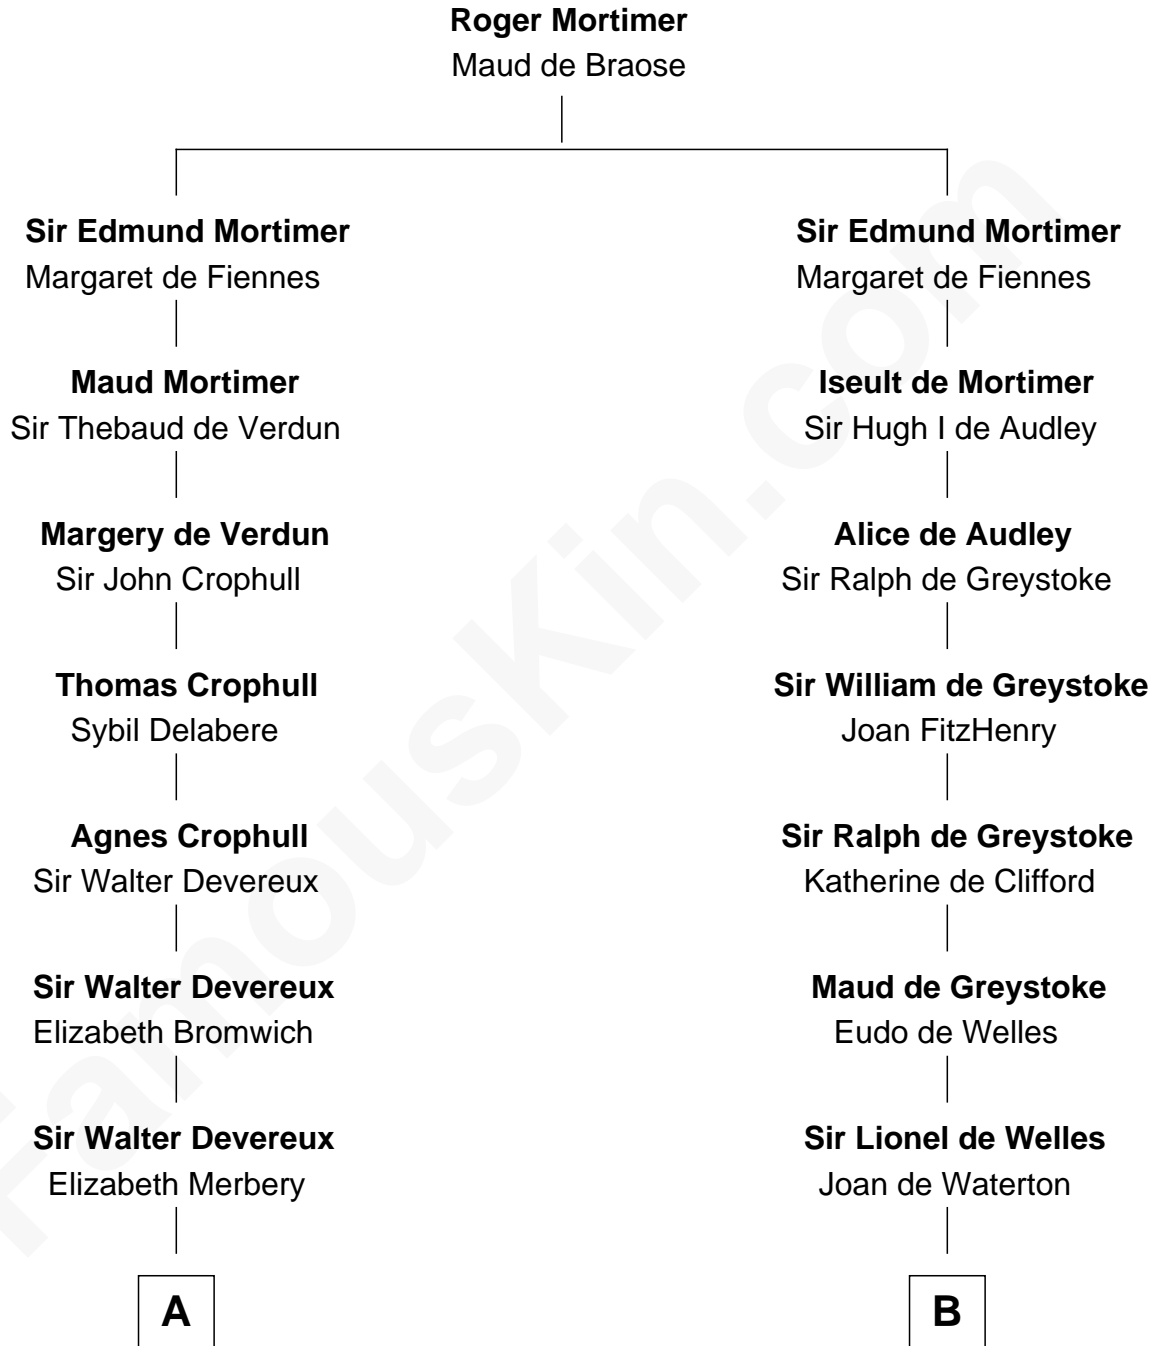 Roger Mortimer
Maud de Braose
Sir Edmund Mortimer
Margaret de Fiennes
Maud Mortimer
Sir Thebaud de Verdun
Margery de Verdun
Sir John Crophull
Thomas Crophull
Sybil Delabere
Agnes Crophull
Sir Walter Devereux
Sir Walter Devereux
Elizabeth Bromwich
Sir Walter Devereux
Elizabeth Merbery
A
Sir Edmund Mortimer
Margaret de Fiennes
Iseult de Mortimer
Sir Hugh I de Audley
Alice de Audley
Sir Ralph de Greystoke
Sir William de Greystoke
Joan FitzHenry
Sir Ralph de Greystoke
Katherine de Clifford
Maud de Greystoke
Eudo de Welles
Sir Lionel de Welles
Joan de Waterton
B
FamousKin.com